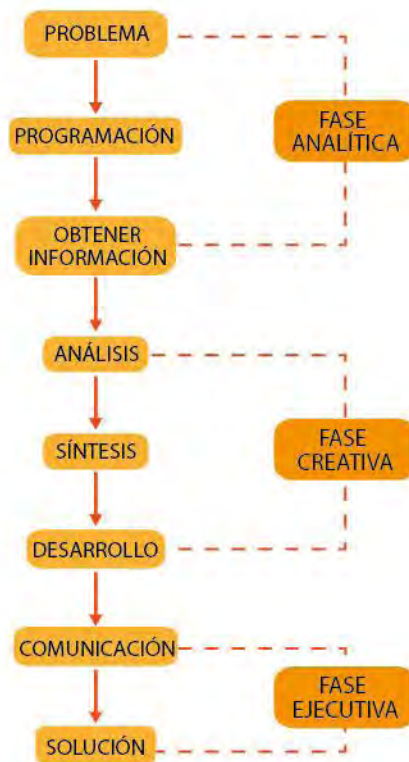 PROBLEMA
PROGRAMACIÓN
FASE
ANALÍTICA
OBTENER
INFORMACIÓN
ANÁLISIS
SÍNTESIS
FASE
CREATIVA
DESARROLLO
COMUNICACIÓN
FASE
EJECUTIVA
SOLUCIÓN